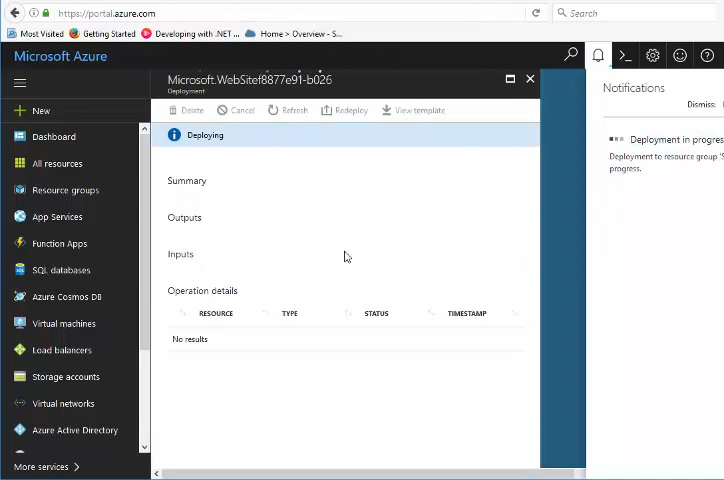 https://portal.azure.com
Search
Most Visited
Getting Started
Developing with .NET ...
Home > Overview - S...
Microsoft Azure
Microsoft.WebSitef8877e91-b026
Deployment
Delete
Cancel
Refresh
Redeploy
View template
Deploying
Summary
Outputs
Inputs
Operation details
RESOURCE
TYPE
STATUS
TIMESTAMP
No results
New
Dashboard
All resources
Resource groups
App Services
Function Apps
SQL databases
Azure Cosmos DB
Virtual machines
Load balancers
Storage accounts
Virtual networks
Azure Active Directory
More services
Notifications
Dismiss:
Deployment in progres
Deployment to resource group 'S
progress.